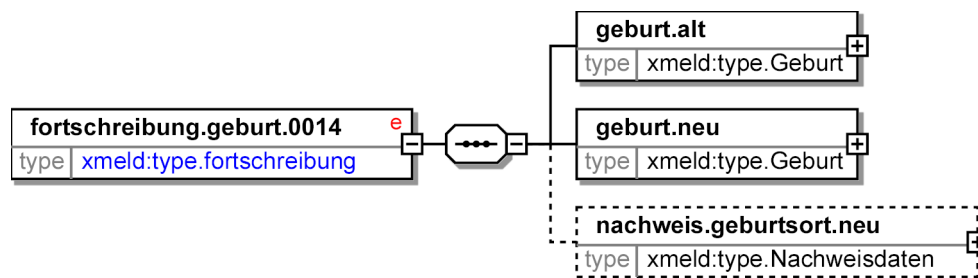 geburt.alt
type xmeld:type.Geburt
fortschreibung.geburt.0014 e
type xmeld:type.fortschreibung
geburt.neu
type xmeld:type.Geburt
nachweis.geburtsort.neu
type xmeld:type.Nachweisdaten